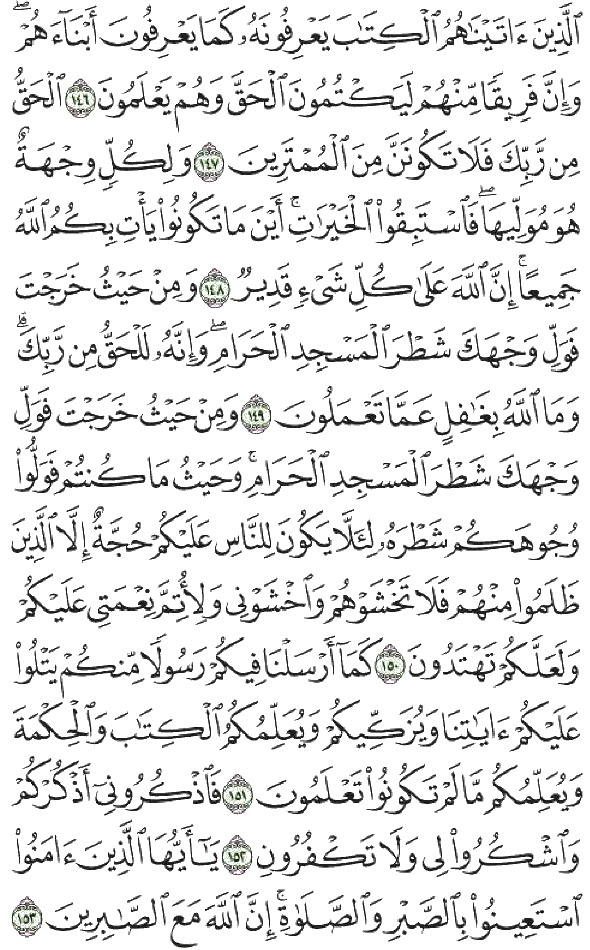 ٱلَّذِينَ ءَاتَيْنَٰهُمُ ٱلْكِتَٰبَ يَعْرِفُونَهُۥ كَمَا يَعْرِفُونَ أَبْنَآءَهُمْ ۖ
وَإِنَّ فَرِيقًا مِّنْهُمْ لَيَكْتُمُونَ ٱلْحَقَّ وَهُمْ يَعْلَمُونَ ١٤٦ ٱلْحَقُّ
مِن رَّبِّكَ فَلَا تَكُونَنَّ مِنَ ٱلْمُمْتَرِينَ ١٤٧ وَلِكُلٍّ وِجْهَةٌ
هُوَ مُوَلِّيهَا ۖ فَٱسْتَبِقُوا۟ ٱلْخَيْرَٰتِ ۚ أَيْنَ مَا تَكُونُوا۟ يَأْتِ بِكُمُ ٱللَّهُ
جَمِيعًا ۚ إِنَّ ٱللَّهَ عَلَىٰ كُلِّ شَىْءٍ قَدِيرٌ ١٤٨ وَمِنْ حَيْثُ خَرَجْتَ
فَوَلِّ وَجْهَكَ شَطْرَ ٱلْمَسْجِدِ ٱلْحَرَامِ ۖ وَإِنَّهُۥ لَلْحَقُّ مِن رَّبِّكَ ۗ
وَمَا ٱللَّهُ بِغَٰفِلٍ عَمَّا تَعْمَلُونَ ١٤٩ وَمِنْ حَيْثُ خَرَجْتَ فَوَلِّ
وَجْهَكَ شَطْرَ ٱلْمَسْجِدِ ٱلْحَرَامِ ۚ وَحَيْثُ مَا كُنتُمْ فَوَلُّوا۟
وُجُوهَكُمْ شَطْرَهُۥ لِئَلَّا يَكُونَ لِلنَّاسِ عَلَيْكُمْ حُجَّةٌ إِلَّا ٱلَّذِينَ
ظَلَمُوا۟ مِنْهُمْ فَلَا تَخْشَوْهُمْ وَٱخْشَوْنِى وَلِأُتِمَّ نِعْمَتِى عَلَيْكُمْ
وَلَعَلَّكُمْ تَهْتَدُونَ ١٥٠ كَمَآ أَرْسَلْنَا فِيكُمْ رَسُولًا مِّنكُمْ يَتْلُوا۟
عَلَيْكُمْ ءَايَٰتِنَا وَيُزَكِّيكُمْ وَيُعَلِّمُكُمُ ٱلْكِتَٰبَ وَٱلْحِكْمَةَ
وَيُعَلِّمُكُم مَّا لَمْ تَكُونُوا۟ تَعْلَمُونَ ١٥١ فَٱذْكُرُونِىٓ أَذْكُرْكُمْ
وَٱشْكُرُوا۟ لِى وَلَا تَكْفُرُونِ ١٥٢ يَٰٓأَيُّهَا ٱلَّذِينَ ءَامَنُوا۟
ٱسْتَعِينُوا۟ بِٱلصَّبْرِ وَٱلصَّلَوٰةِ ۚ إِنَّ ٱللَّهَ مَعَ ٱلصَّٰبِرِينَ ١٥٣